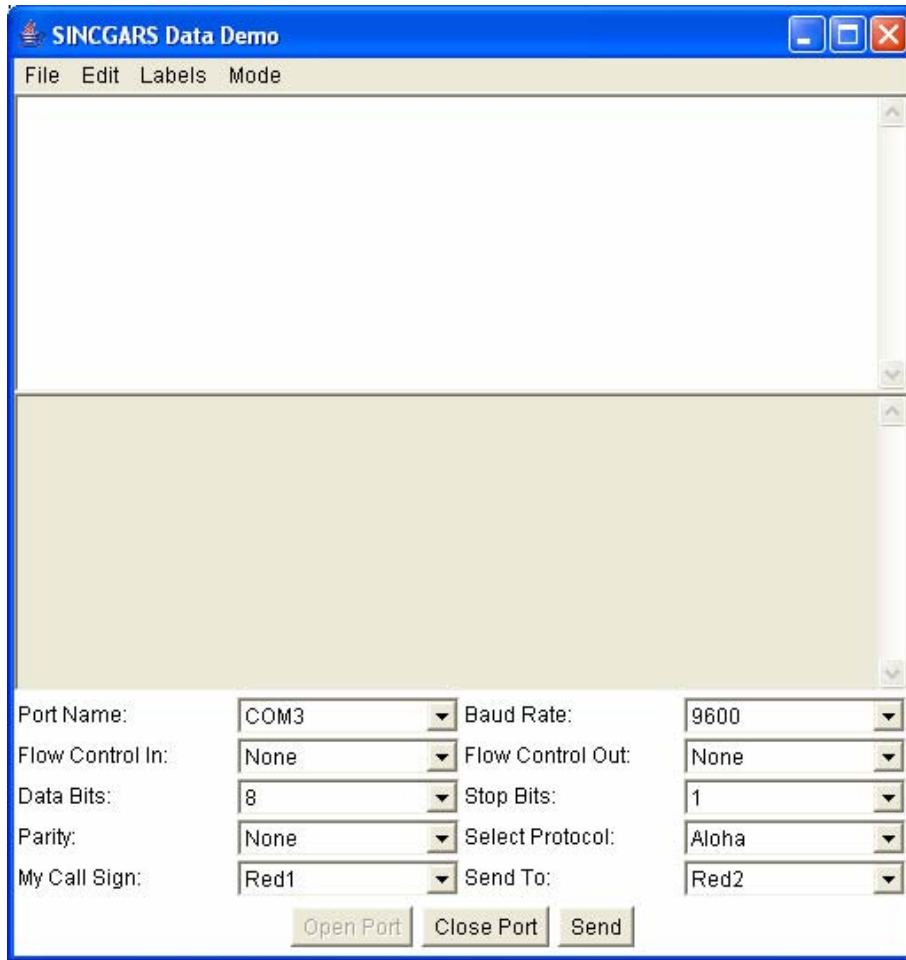 SINCGARS Data Demo
File Edit Labels Mode
Port Name: COM3 Baud Rate: 9600
Flow Control In: None Flow Control Out: None
Data Bits: 8 Stop Bits: 1
Parity: None Select Protocol: Aloha
My Call Sign: Red1 Send To: Red2
Open Port Close Port Send